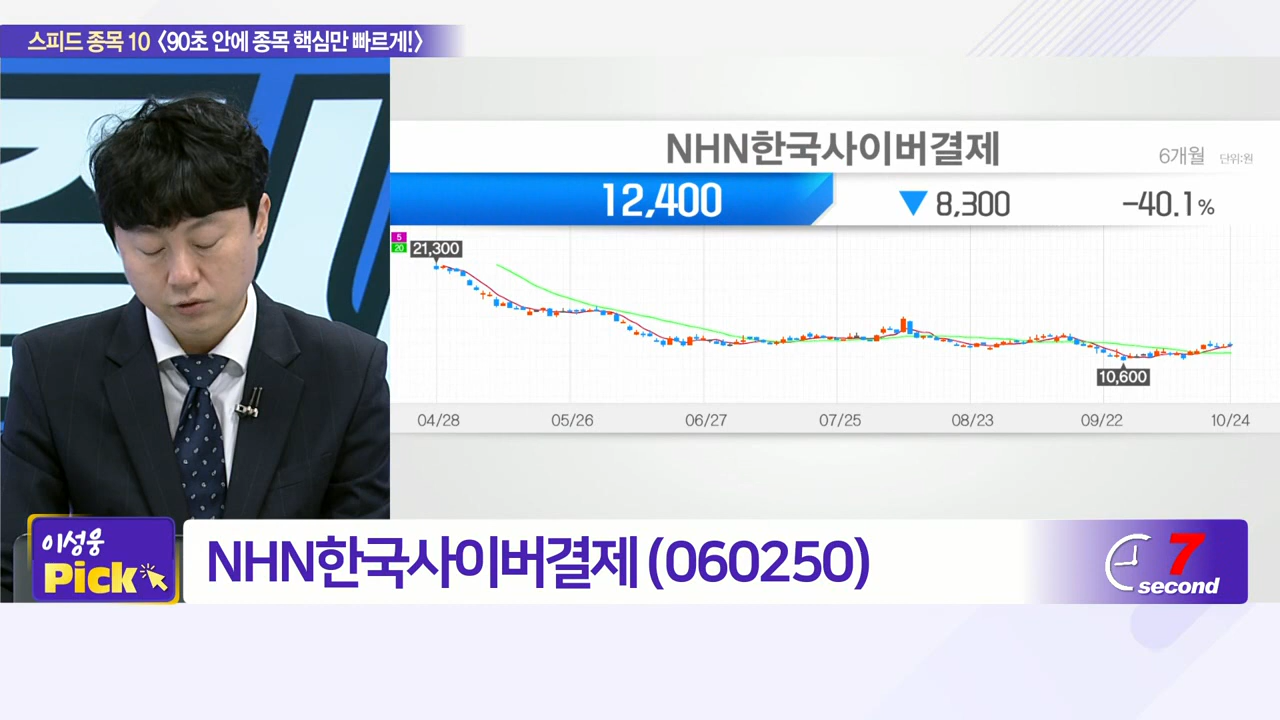 스피드 종목 10 〈90초 안에 종목 핵심만 빠르게!〉
NHN한국사이버결제
6개월 단위:원
12,400 ▼ 8,300 -40.1%
5
20
21,300
10,600
04/28 05/26 06/27 07/25 08/23 09/22 10/24
이성웅
Pick
NHN한국사이버결제 (060250)
7
second